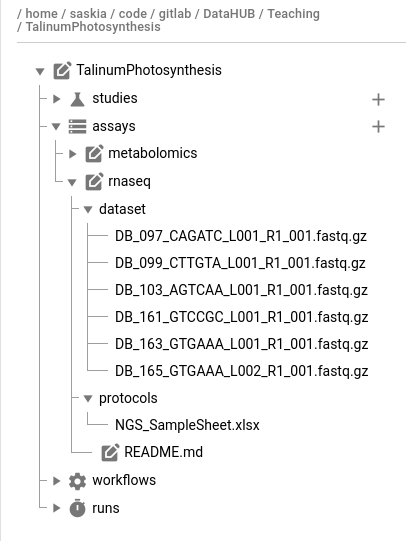 / home / saskia / code / gitlab / DataHUB / Teaching
/ TalinumPhotosynthesis
TalinumPhotosynthesis
studies +
assays +
metabolomics
rnaseq
dataset
DB_097_CAGATC_L001_R1_001.fastq.gz
DB_099_CTTGTA_L001_R1_001.fastq.gz
DB_103_AGTCAA_L001_R1_001.fastq.gz
DB_161_GTCCGC_L001_R1_001.fastq.gz
DB_163_GTGAAA_L001_R1_001.fastq.gz
DB_165_GTGAAA_L002_R1_001.fastq.gz
protocols
NGS_SampleSheet.xlsx
README.md
workflows
runs